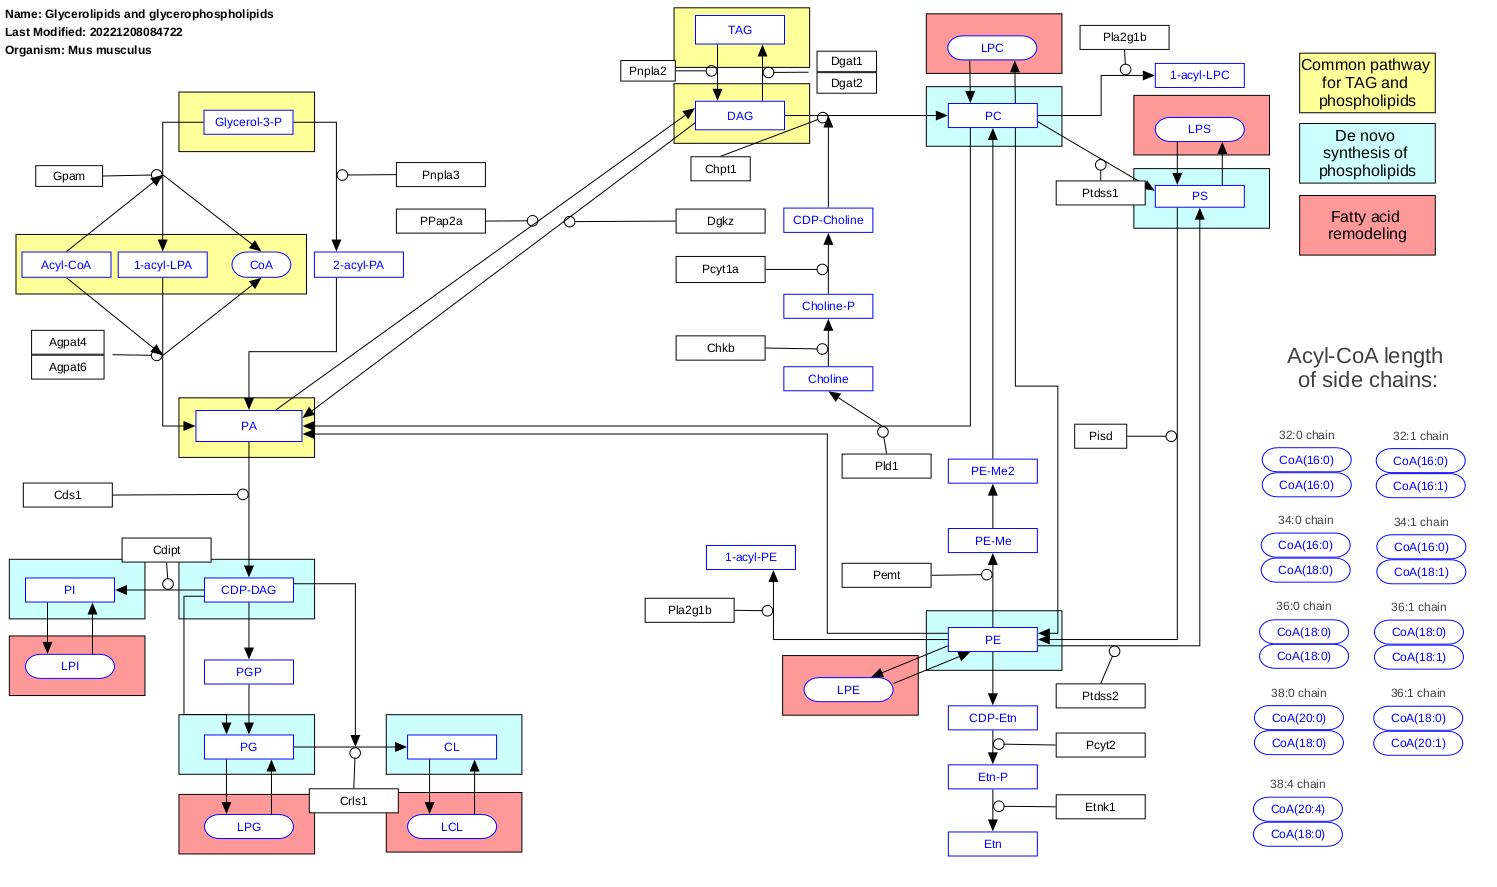 Name: Glycerolipids and glycerophospholipids
Last Modified: 20221208084722
Organism: Mus musculus
TAG
Pnpla2
Dgat1
Dgat2
DAG
Chpt1
LPC
PC
Pla2g1b
1-acyl-LPC
LPS
PS
Ptdss1
Common pathway
for TAG and
phospholipids
De novo
synthesis of
phospholipids
Fatty acid
remodeling
Glycerol-3-P
Gpam
Pnpla3
PPap2a
Dgkz
CDP-Choline
Acyl-CoA
1-acyl-LPA
CoA
2-acyl-PA
Pcyt1a
Choline-P
Agpat4
Agpat6
Chkb
Choline
PA
Pld1
Pisd
Acyl-CoA length
of side chains:
PE-Me2
Cds1
PE-Me
Cdipt
1-acyl-PE
Pemt
PI
CDP-DAG
Pla2g1b
PE
LPI
PGP
LPE
Ptdss2
CDP-Etn
PG
CL
Pcyt2
Etn-P
Crls1
Etnk1
LPG
LCL
Etn
32:0 chain
CoA(16:0)
CoA(16:0)
32:1 chain
CoA(16:0)
CoA(16:1)
34:0 chain
CoA(16:0)
CoA(18:0)
34:1 chain
CoA(16:0)
CoA(18:1)
36:0 chain
CoA(18:0)
CoA(18:0)
36:1 chain
CoA(18:0)
CoA(18:1)
38:0 chain
CoA(20:0)
CoA(18:0)
36:1 chain
CoA(18:0)
CoA(20:1)
38:4 chain
CoA(20:4)
CoA(18:0)